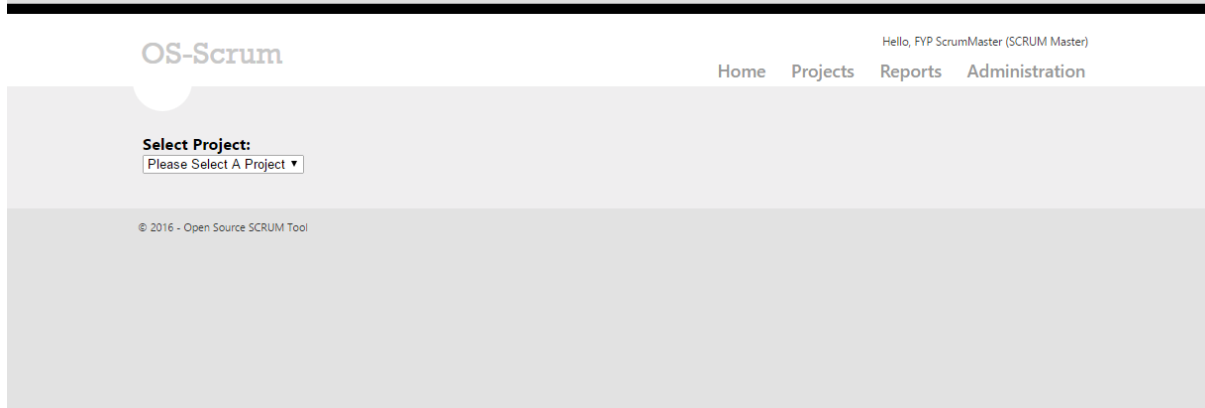 OS-Scrum
Hello, FYP ScrumMaster (SCRUM Master)
Home Projects Reports Administration
Select Project:
Please Select A Project
© 2016 - Open Source SCRUM Tool